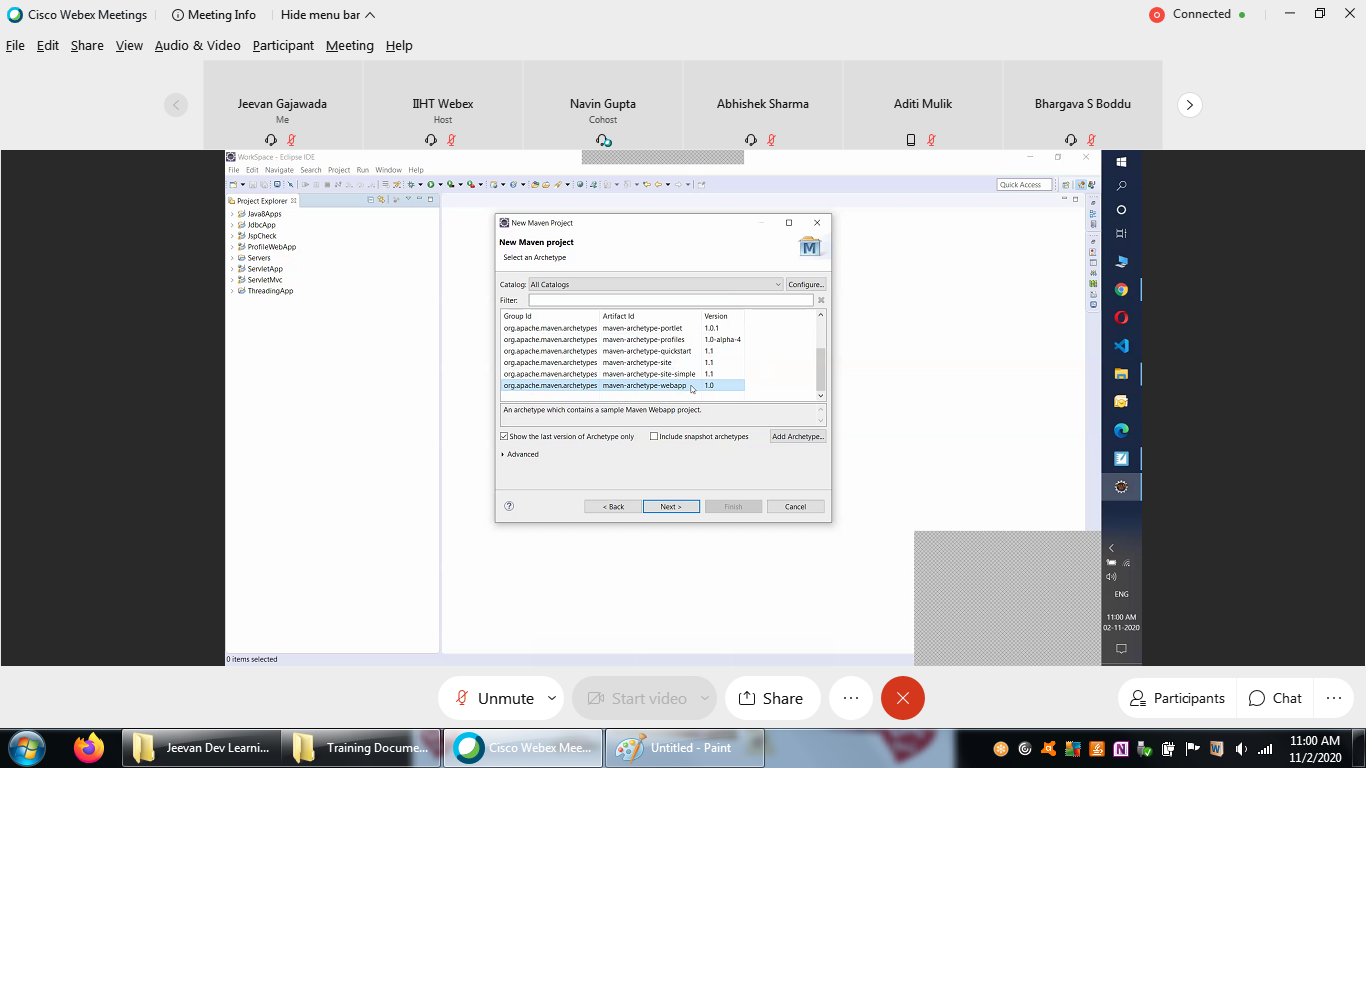 Cisco Webex Meetings Meeting Info Hide menu bar Connected
File Edit Share View Audio & Video Participant Meeting Help
Jeevan Gajawada IIHT Webex Navin Gupta Abhishek Sharma Aditi Mulik Bhargava S Boddu
Me Host Cohost
WorkSpace - Eclipse IDE
File Edit Navigate Search Project Run Window Help
Quick Access
Project Explorer
Java8Apps
JdbcApp
JspCheck
ProfileWebApp
Servers
ServletApp
ServletMvc
ThreadingApp
New Maven Project
New Maven project
M
Select an Archetype
Catalog: All Catalogs Configure...
Filter:
Group Id Artifact Id Version
org.apache.maven.archetypes maven-archetype-portlet 1.0.1
org.apache.maven.archetypes maven-archetype-profiles 1.0-alpha-4
org.apache.maven.archetypes maven-archetype-quickstart 1.1
org.apache.maven.archetypes maven-archetype-site 1.1
org.apache.maven.archetypes maven-archetype-site-simple 1.1
org.apache.maven.archetypes maven-archetype-webapp 1.0
An archetype which contains a sample Maven Webapp project.
Show the last version of Archetype only Include snapshot archetypes Add Archetype...
Advanced
< Back Next > Finish Cancel
ENG
11:00 AM
02-11-2020
0 items selected
Unmute Start video Share Participants Chat
Jeevan Dev Learni... Training Docume... Cisco Webex Mee... Untitled - Paint
11:00 AM
11/2/2020